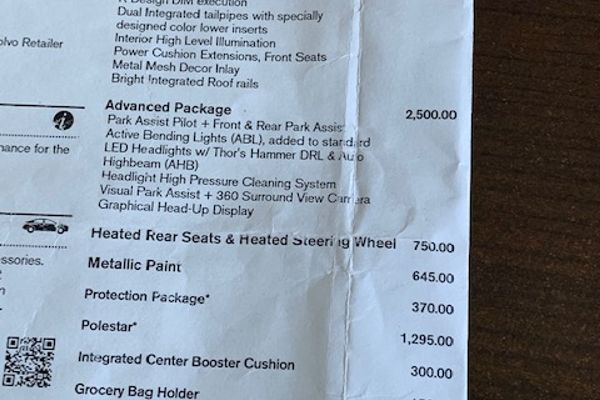 R-Design DIM execution
Dual Integrated tailpipes with specially
designed color lower inserts
Interior High Level Illumination
Power Cushion Extensions, Front Seats
Metal Mesh Decor Inlay
Bright Integrated Roof rails
olvo Retailer
Advanced Package 2,500.00
Park Assist Pilot + Front & Rear Park Assist
Active Bending Lights (ABL), added to standard
LED Headlights w/ Thor's Hammer DRL & Auto
Highbeam (AHB)
Headlight High Pressure Cleaning System
Visual Park Assist + 360 Surround View Camera
Graphical Head-Up Display
nance for the
Heated Rear Seats & Heated Steering Wheel 750.00
Metallic Paint 645.00
Protection Package* 370.00
Polestar* 1,295.00
Integrated Center Booster Cushion 300.00
Grocery Bag Holder
ssories.